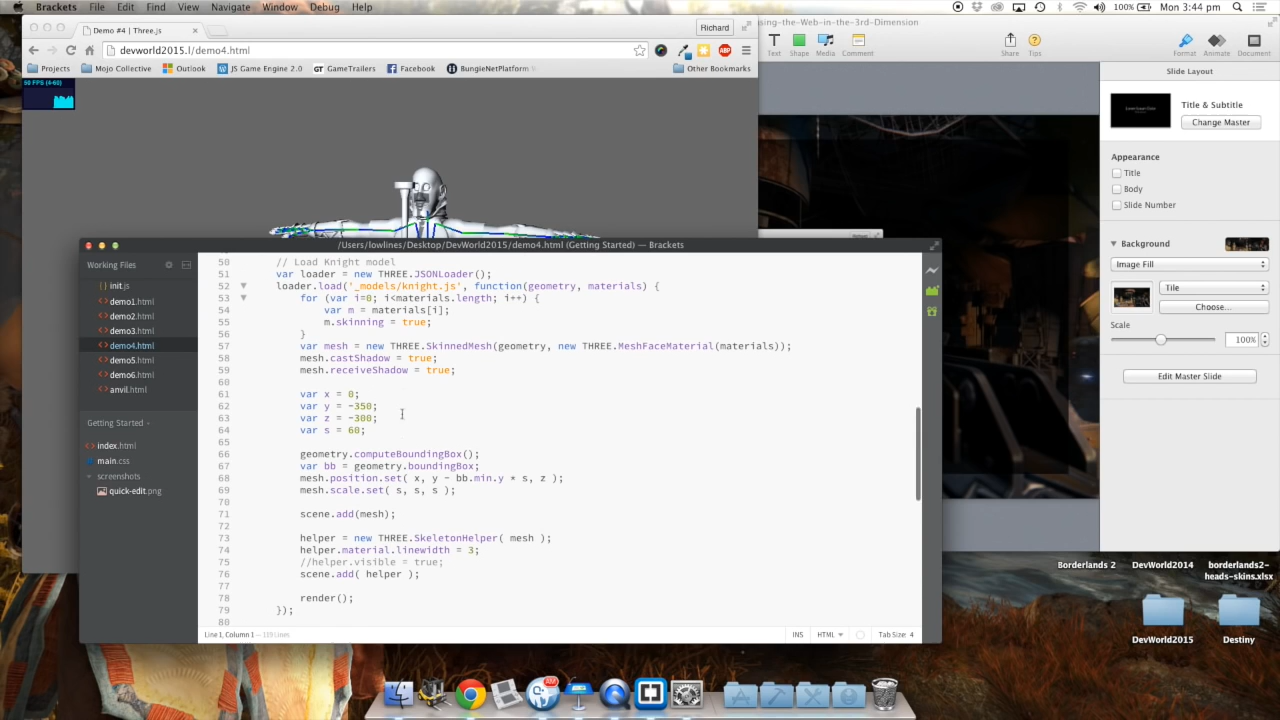 Brackets File Edit Find View Navigate Window Debug Help
100% Mon 3:44 pm
Demo #4 | Three.js
Richard
devworld2015.l/demo4.html
ABP
Projects Mojo Collective Outlook JS Game Engine 2.0 GameTrailers Facebook BungieNetPlatform Other Bookmarks
using-the-Web-in-the-3rd-Dimension
Text Shape Media Comment Share Tips Format Animate Document
Slide Layout
Title & Subtitle
Change Master
Appearance
Title
Body
Slide Number
Background
Image Fill
Tile
Choose...
Scale
100%
Edit Master Slide
/Users/lowlines/Desktop/DevWorld2015/demo4.html (Getting Started) — Brackets
Working Files
init.js
demo1.html
demo2.html
demo3.html
demo4.html
demo5.html
demo6.html
anvil.html
Getting Started
index.html
main.css
screenshots
quick-edit.png
50 // Load Knight model
51 var loader = new THREE.JSONLoader();
52 loader.load('_models/knight.js', function(geometry, materials) {
53 for (var i=0; i<materials.length; i++) {
54 var m = materials[i];
55 m.skinning = true;
56 }
57 var mesh = new THREE.SkinnedMesh(geometry, new THREE.MeshFaceMaterial(materials));
58 mesh.castShadow = true;
59 mesh.receiveShadow = true;
60
61 var x = 0;
62 var y = -350;
63 var z = -300;
64 var s = 60;
65
66 geometry.computeBoundingBox();
67 var bb = geometry.boundingBox;
68 mesh.position.set( x, y - bb.min.y * s, z );
69 mesh.scale.set( s, s, s );
70
71 scene.add(mesh);
72
73 helper = new THREE.SkeletonHelper( mesh );
74 helper.material.linewidth = 3;
75 //helper.visible = true;
76 scene.add( helper );
77
78 render();
79 });
80
Line 1, Column 1 — 119 Lines
INS HTML Tab Size: 4
Borderlands 2 DevWorld2014 borderlands2-
heads-skins.xlsx
DevWorld2015 Destiny